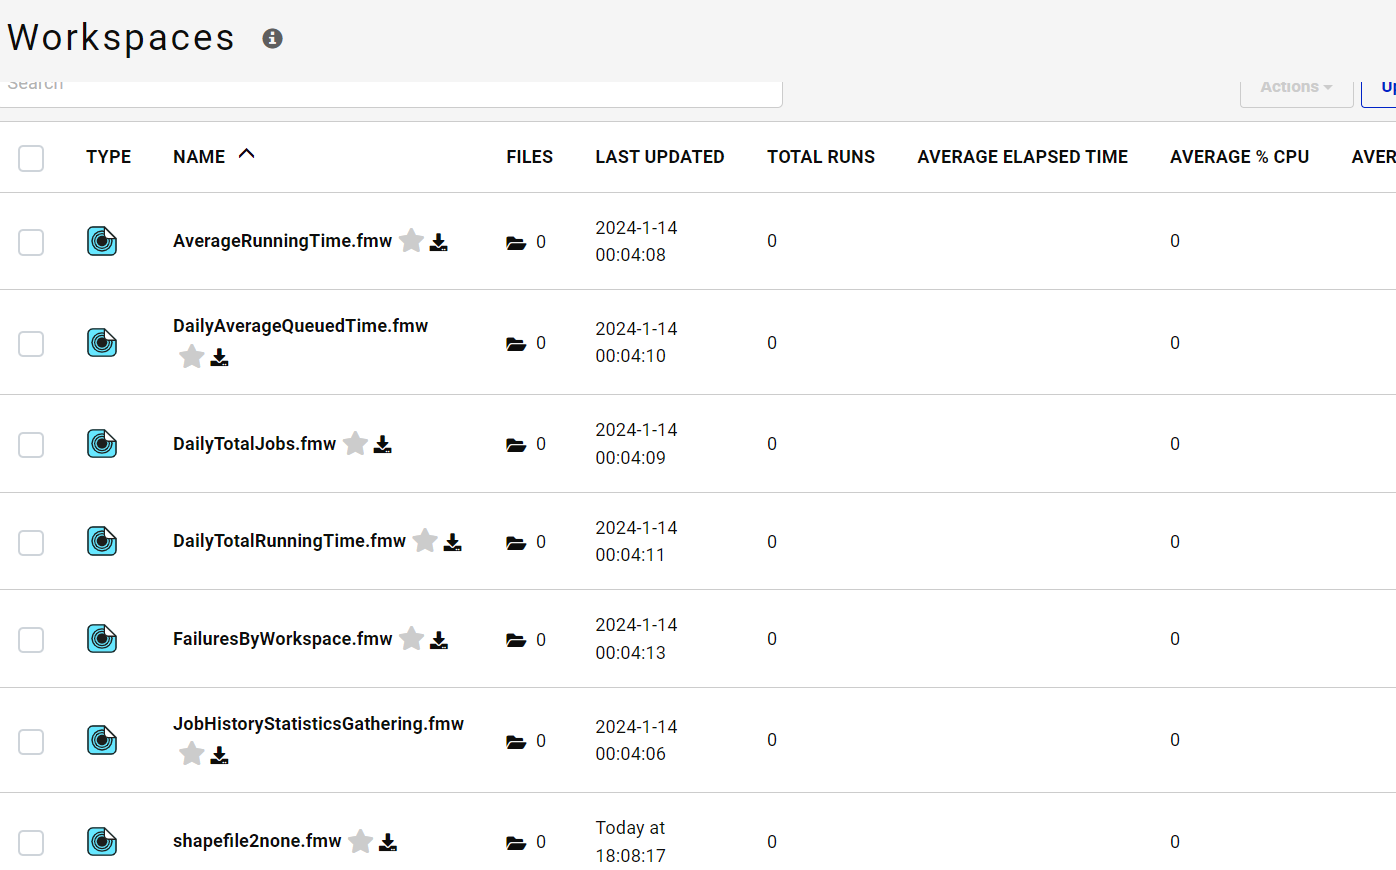 Workspaces
Search
Actions
Up
TYPE NAME FILES LAST UPDATED TOTAL RUNS AVERAGE ELAPSED TIME AVERAGE % CPU AVER
AverageRunningTime.fmw 0 2024-1-14 0 0
00:04:08
DailyAverageQueuedTime.fmw 0 2024-1-14 0 0
00:04:10
DailyTotalJobs.fmw 0 2024-1-14 0 0
00:04:09
DailyTotalRunningTime.fmw 0 2024-1-14 0 0
00:04:11
FailuresByWorkspace.fmw 0 2024-1-14 0 0
00:04:13
JobHistoryStatisticsGathering.fmw 0 2024-1-14 0 0
00:04:06
shapefile2none.fmw 0 Today at 0 0
18:08:17